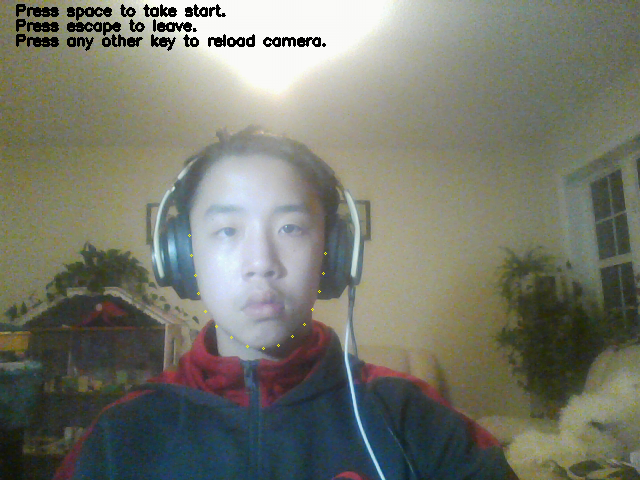 Press space to take start.
Press escape to leave.
Press any other key to reload camera.